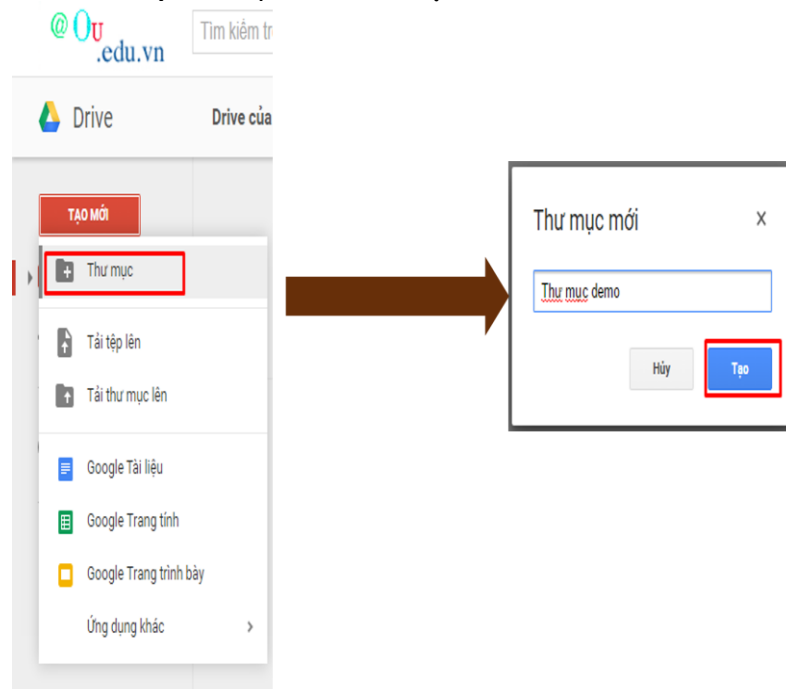 @Ou
.edu.vn
Tìm kiếm
Drive
Drive của
TẠO MỚI
Thư mục
Tải tệp lên
Tải thư mục lên
Google Tài liệu
Google Trang tính
Google Trang trình bày
Ứng dụng khác
Thư mục mới
Thư mục demo
Hủy
Tạo